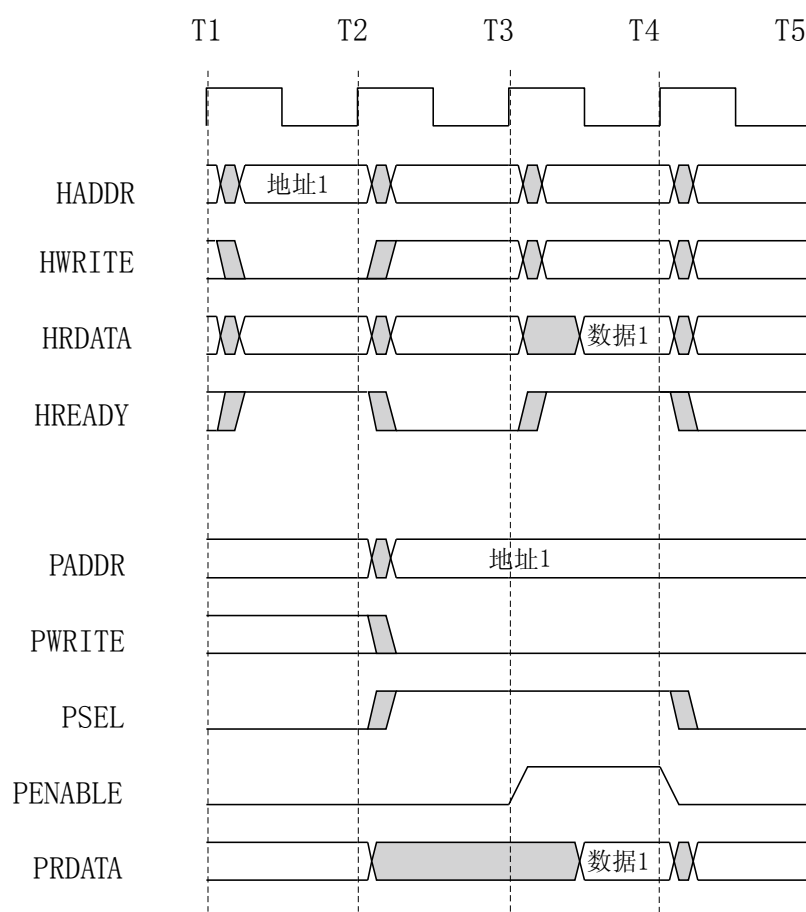 T1 T2 T3 T4 T5
HADDR 地址1
HWRITE
HRDATA 数据1
HREADY
PADDR 地址1
PWRITE
PSEL
PENABLE
PRDATA 数据1